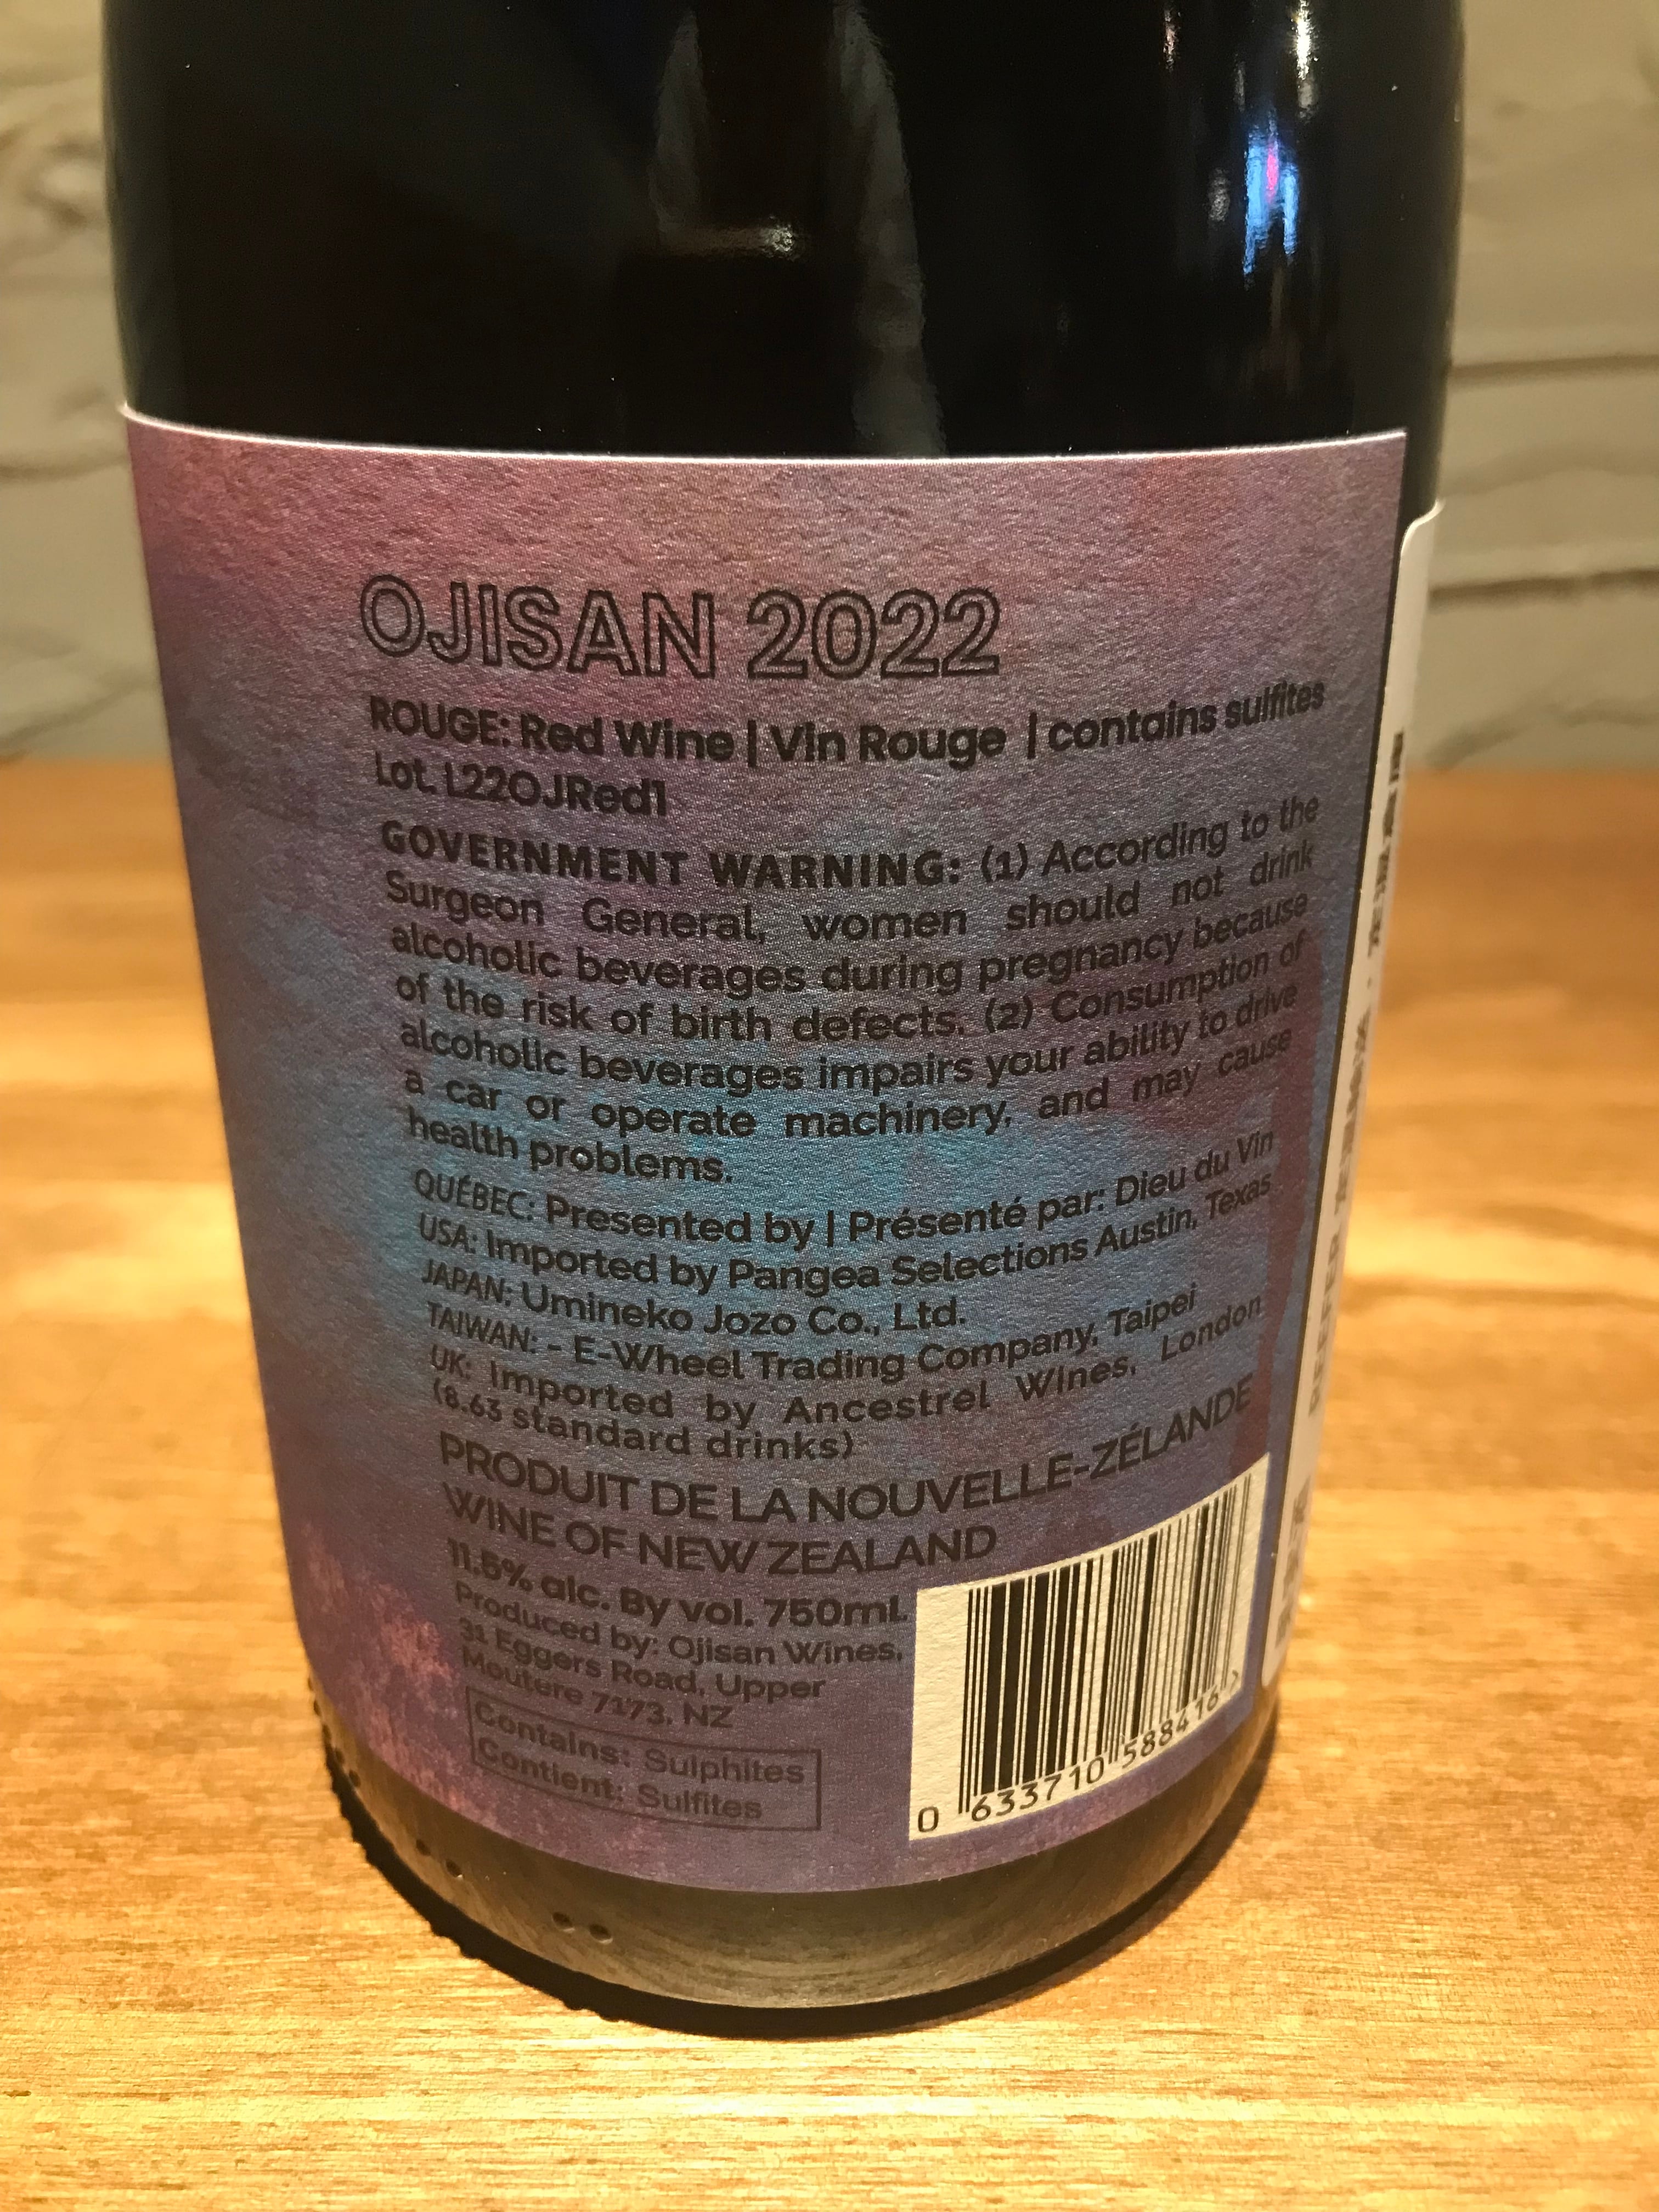 OJISAN 2022
ROUGE: Red Wine | Vin Rouge | contains sulfites
Lot. L22OJRed1
GOVERNMENT WARNING: (1) According to the
Surgeon General, women should not drink
alcoholic beverages during pregnancy because
of the risk of birth defects. (2) Consumption of
alcoholic beverages impairs your ability to drive
a car or operate machinery, and may cause
health problems.
QUÉBEC: Presented by | Présenté par: Dieu du Vin
USA: Imported by Pangea Selections Austin, Texas
JAPAN: Umineko Jozo Co., Ltd.
TAIWAN: - E-Wheel Trading Company, Taipei
UK: Imported by Ancestrel Wines, London
(8.63 standard drinks)
PRODUIT DE LA NOUVELLE-ZÉLANDE
WINE OF NEW ZEALAND
11.5% alc. By vol. 750mL
Produced by: Ojisan Wines,
31 Eggers Road, Upper
Moutere 7173, NZ
Contains: Sulphites
Contient: Sulfites
0 633710 588416